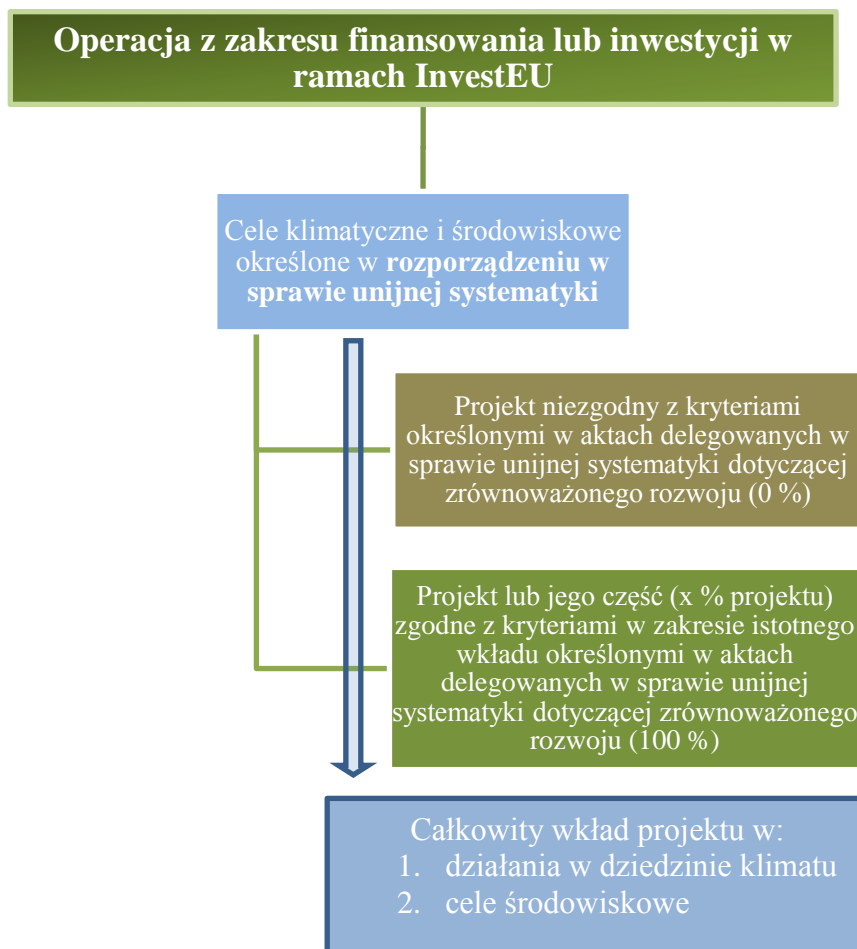 Operacja z zakresu finansowania lub inwestycji w
ramach InvestEU
Cele klimatyczne i środowiskowe
określone w rozporządzeniu w
sprawie unijnej systematyki
Projekt niezgodny z kryteriami
określonymi w aktach delegowanych w
sprawie unijnej systematyki dotyczącej
zrównoważonego rozwoju (0 %)
Projekt lub jego część (x % projektu)
zgodne z kryteriami w zakresie istotnego
wkładu określonymi w aktach
delegowanych w sprawie unijnej
systematyki dotyczącej zrównoważonego
rozwoju (100 %)
Całkowity wkład projektu w:
1. działania w dziedzinie klimatu
2. cele środowiskowe